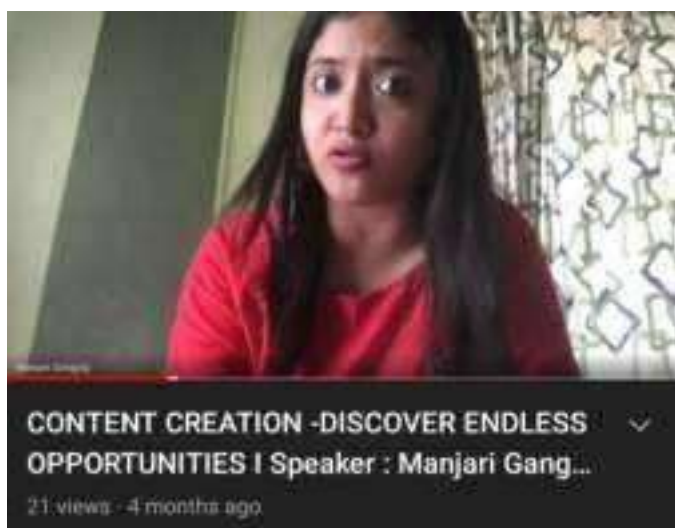 CONTENT CREATION -DISCOVER ENDLESS
OPPORTUNITIES I Speaker : Manjari Gang...
21 views · 4 months ago